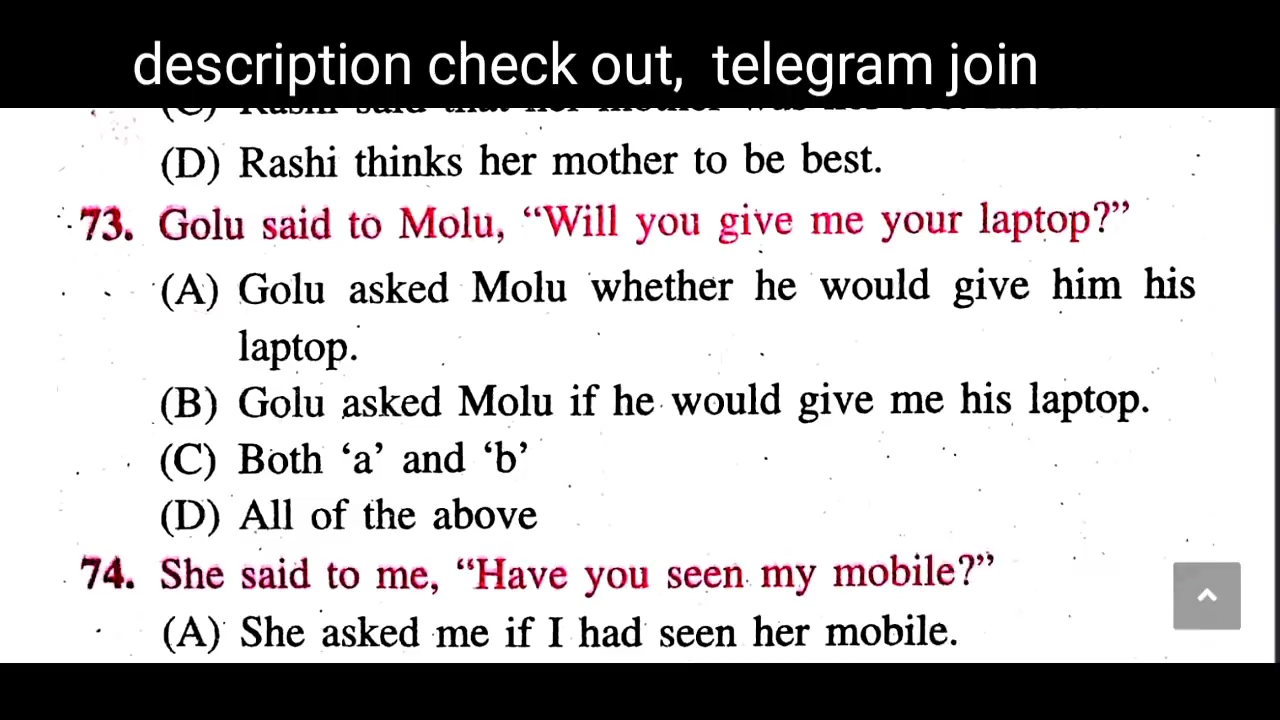 description check out, telegram join
(D) Rashi thinks her mother to be best.
73. Golu said to Molu, “Will you give me your laptop?”
(A) Golu asked Molu whether he would give him his
laptop.
(B) Golu asked Molu if he would give me his laptop.
(C) Both ‘a’ and ‘b’
(D) All of the above
74. She said to me, “Have you seen my mobile?”
(A) She asked me if I had seen her mobile.